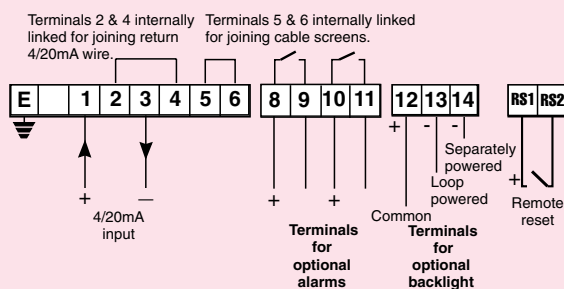 Terminals 2 & 4 internally
linked for joining return
4/20mA wire.
Terminals 5 & 6 internally linked
for joining cable screens.
E 1 2 3 4 5 6 8 9 10 11 12 13 14 RS1 RS2
+ - -
Separately
powered
Loop
powered
Common
+ —
4/20mA
input
+ +
Terminals
for
optional
alarms
Terminals
for
optional
backlight
+
Remote
reset